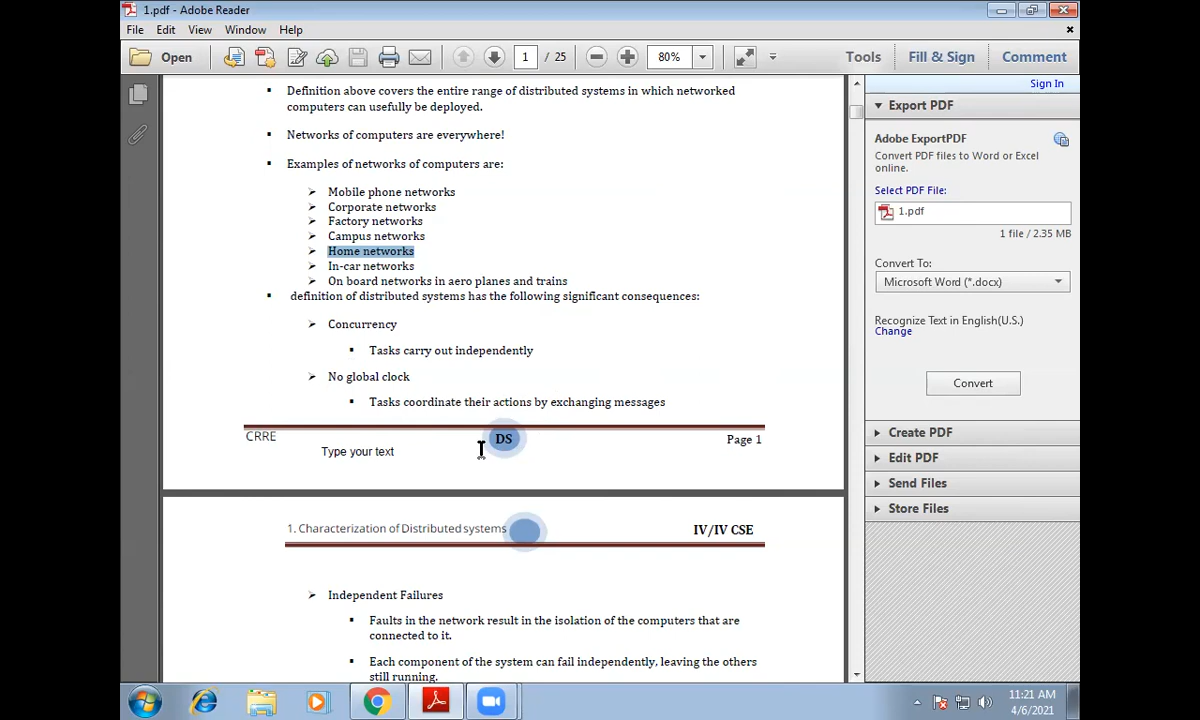 1.pdf - Adobe Reader
File Edit View Window Help
Open 1 / 25 80% Tools Fill & Sign Comment
Sign In
Definition above covers the entire range of distributed systems in which networked
computers can usefully be deployed.
Networks of computers are everywhere!
Examples of networks of computers are:
Mobile phone networks
Corporate networks
Factory networks
Campus networks
Home networks
In-car networks
On board networks in aero planes and trains
definition of distributed systems has the following significant consequences:
Concurrency
Tasks carry out independently
No global clock
Tasks coordinate their actions by exchanging messages
CRRE DS Page 1
Type your text
1. Characterization of Distributed systems IV/IV CSE
Independent Failures
Faults in the network result in the isolation of the computers that are
connected to it.
Each component of the system can fail independently, leaving the others
still running.
Export PDF
Adobe ExportPDF
Convert PDF files to Word or Excel
online.
Select PDF File:
1.pdf
1 file / 2.35 MB
Convert To:
Microsoft Word (*.docx)
Recognize Text in English(U.S.)
Change
Convert
Create PDF
Edit PDF
Send Files
Store Files
11:21 AM
4/6/2021